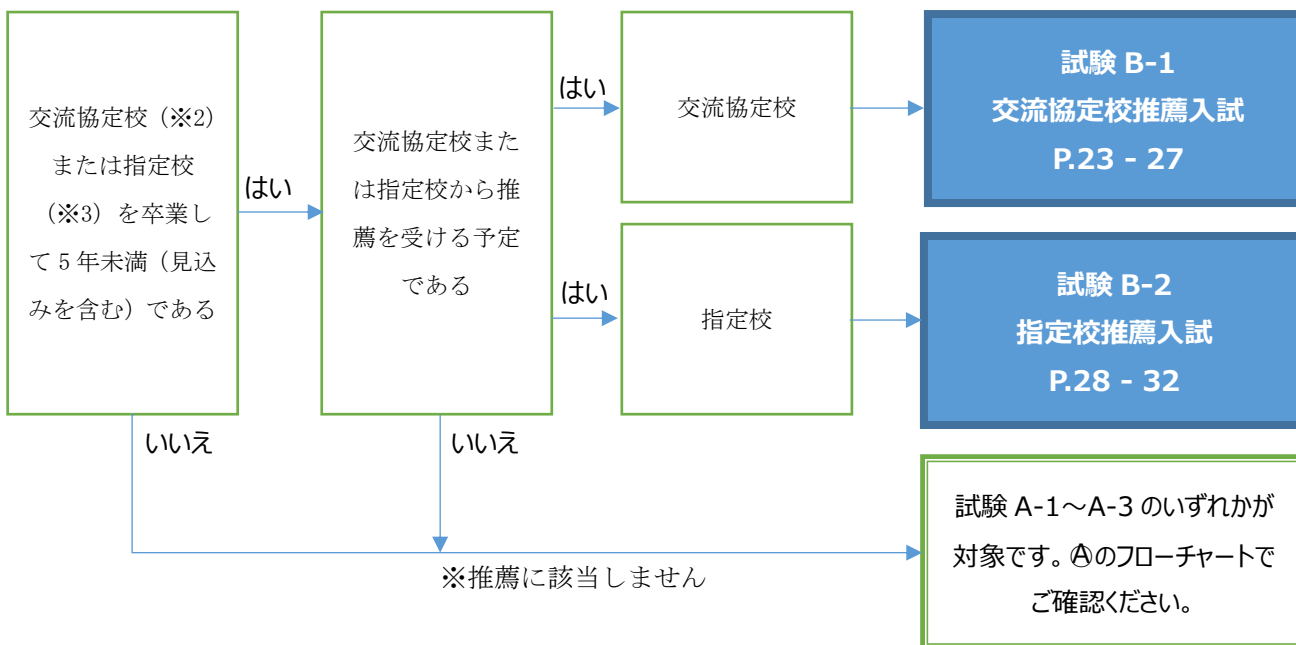 交流協定校（※2）
または指定校
（※3）を卒業し
て 5 年未満（見込
みを含む）である
はい
いいえ
交流協定校また
は指定校から推
薦を受ける予定
である
はい
はい
いいえ
交流協定校
指定校
試験 B-1
交流協定校推薦入試
P.23 - 27
試験 B-2
指定校推薦入試
P.28 - 32
※推薦に該当しません
試験 A-1～A-3 のいずれかが
対象です。Ⓐのフローチャートで
ご確認ください。